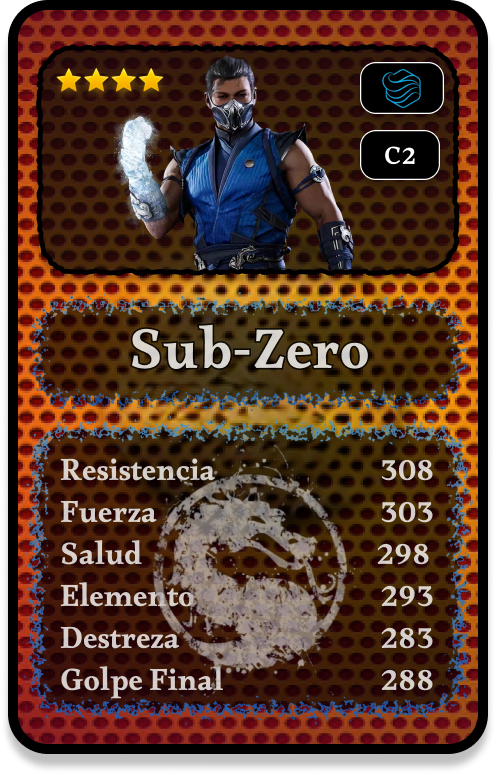 C2
Sub-Zero
Resistencia 308
Fuerza 303
Salud 298
Elemento 293
Destreza 283
Golpe Final 288